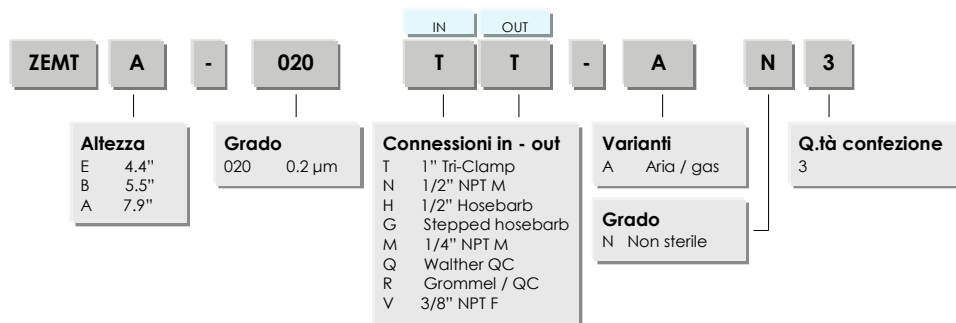 IN OUT
ZEMT A - 020 T T - A N 3
Altezza
E 4.4”
B 5.5”
A 7.9”
Grado
020 0.2 µm
Connessioni in - out
T 1” Tri-Clamp
N 1/2” NPT M
H 1/2” Hosebarb
G Stepped hosebarb
M 1/4” NPT M
Q Walther QC
R Grommel / QC
V 3/8” NPT F
Varianti
A Aria / gas
Grado
N Non sterile
Q.tà confezione
3